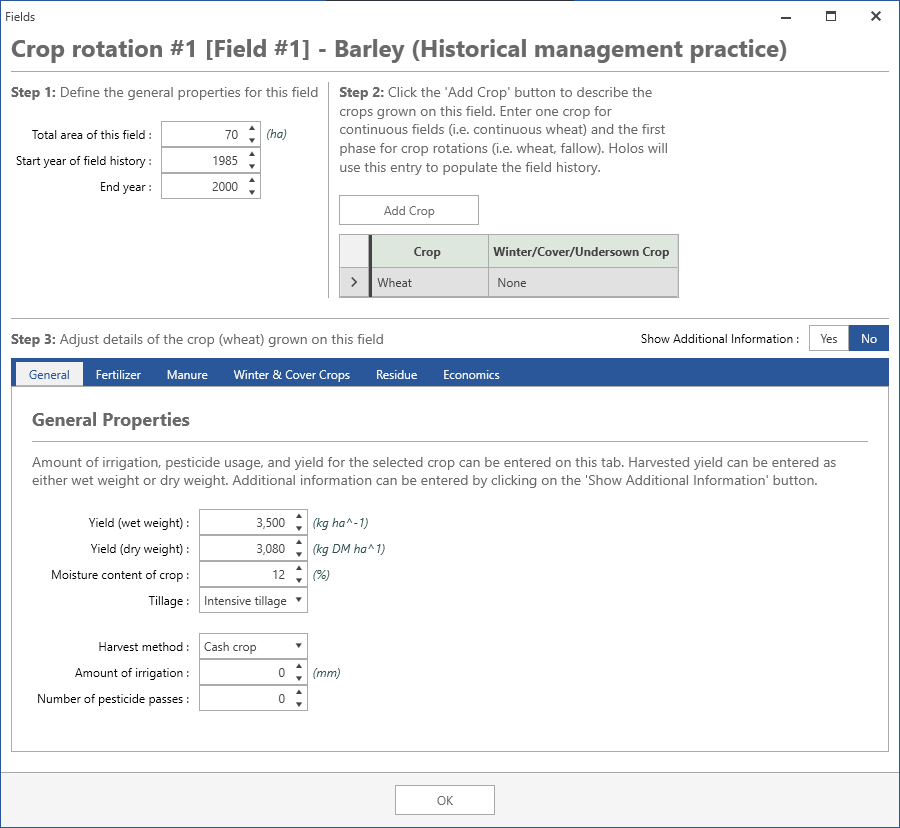 Fields
Crop rotation #1 [Field #1] - Barley (Historical management practice)
Step 1: Define the general properties for this field
Total area of this field : 70 (ha)
Start year of field history : 1985
End year : 2000
Step 2: Click the 'Add Crop' button to describe the
crops grown on this field. Enter one crop for
continuous fields (i.e. continuous wheat) and the first
phase for crop rotations (i.e. wheat, fallow). Holos will
use this entry to populate the field history.
Add Crop
Crop Winter/Cover/Undersown Crop
Wheat None
Step 3: Adjust details of the crop (wheat) grown on this field
Show Additional Information : Yes No
General Fertilizer Manure Winter & Cover Crops Residue Economics
General Properties
Amount of irrigation, pesticide usage, and yield for the selected crop can be entered on this tab. Harvested yield can be entered as
either wet weight or dry weight. Additional information can be entered by clicking on the 'Show Additional Information' button.
Yield (wet weight) : 3,500 (kg ha^-1)
Yield (dry weight) : 3,080 (kg DM ha^1)
Moisture content of crop : 12 (%)
Tillage : Intensive tillage
Harvest method : Cash crop
Amount of irrigation : 0 (mm)
Number of pesticide passes : 0
OK